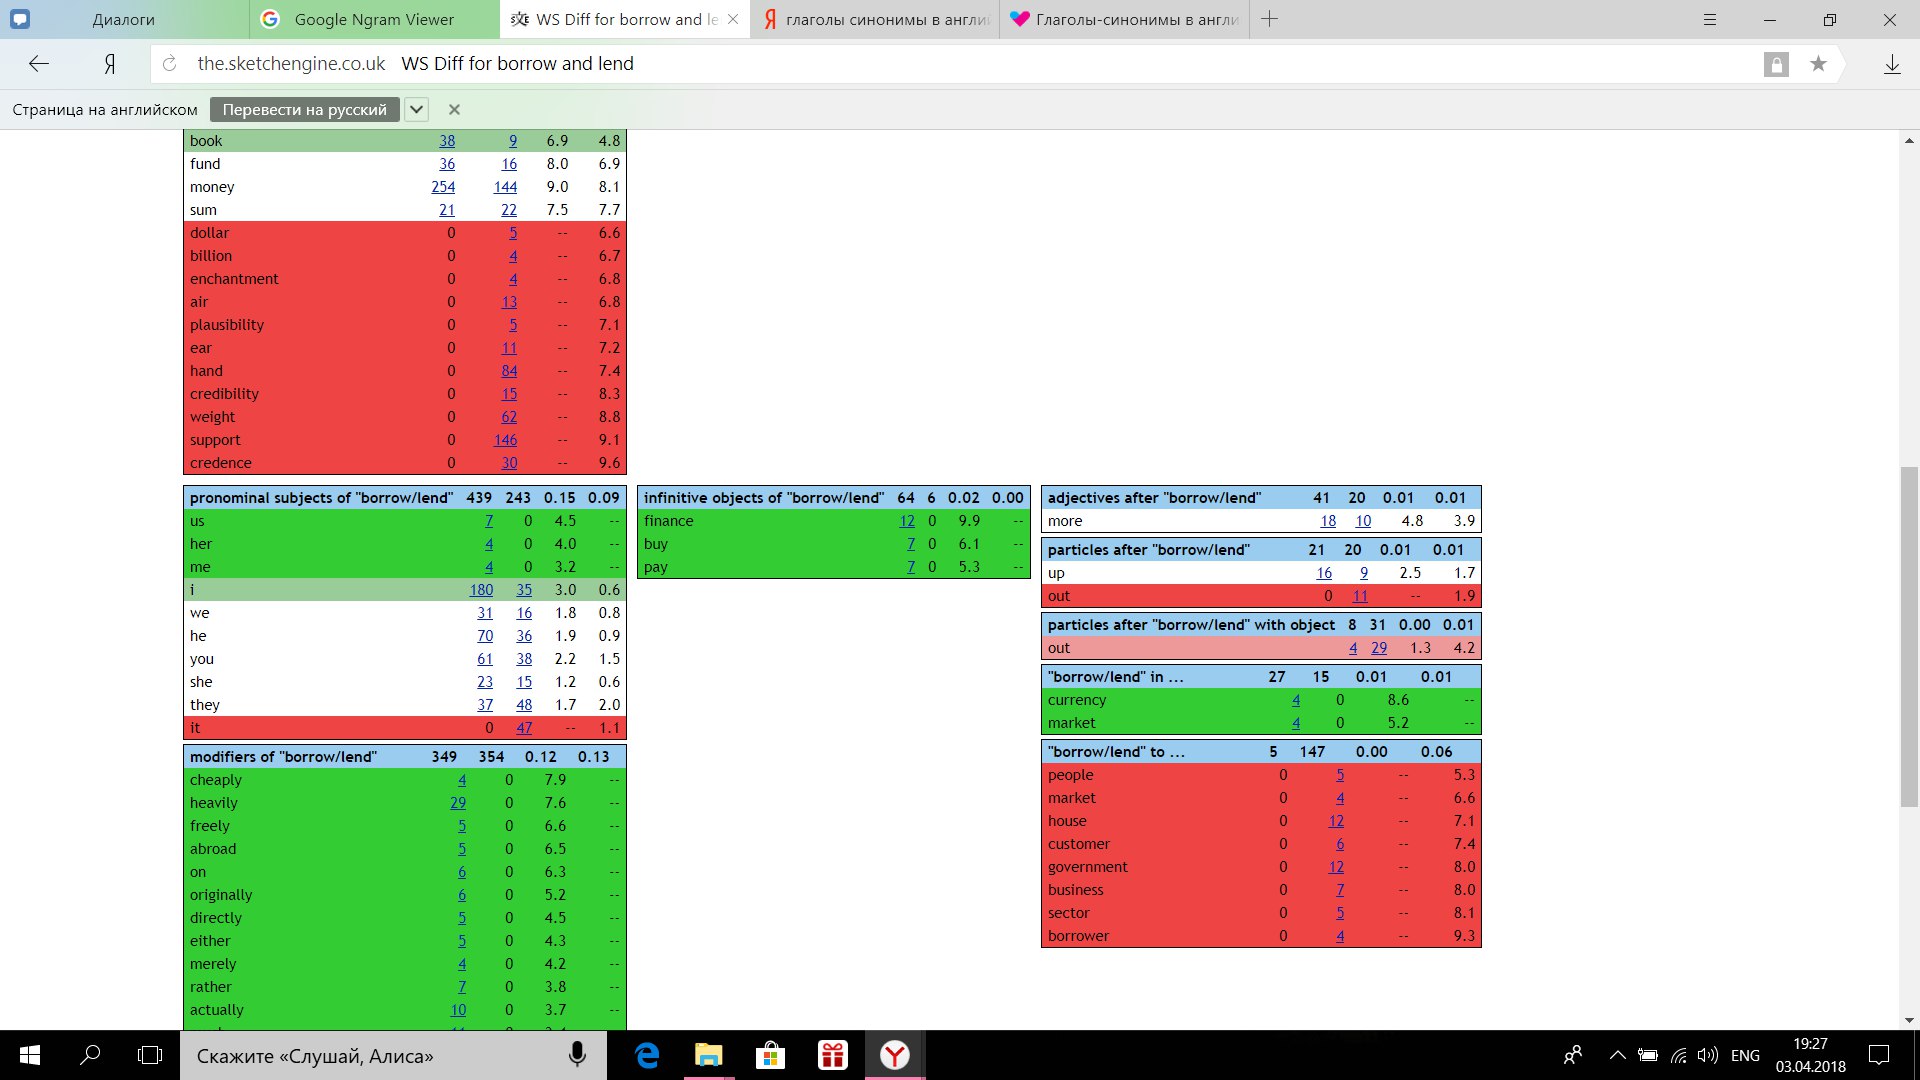 Диалоги
Google Ngram Viewer
WS Diff for borrow and le
глаголы синонимы в англи
Глаголы-синонимы в англи
the.sketchengine.co.uk WS Diff for borrow and lend
Страница на английском Перевести на русский
book 38 9 6.9 4.8
fund 36 16 8.0 6.9
money 254 144 9.0 8.1
sum 21 22 7.5 7.7
dollar 0 5 -- 6.6
billion 0 4 -- 6.7
enchantment 0 4 -- 6.8
air 0 13 -- 6.8
plausibility 0 5 -- 7.1
ear 0 11 -- 7.2
hand 0 84 -- 7.4
credibility 0 15 -- 8.3
weight 0 62 -- 8.8
support 0 146 -- 9.1
credence 0 30 -- 9.6
pronominal subjects of "borrow/lend" 439 243 0.15 0.09
us 7 0 4.5 --
her 4 0 4.0 --
me 4 0 3.2 --
i 180 35 3.0 0.6
we 31 16 1.8 0.8
he 70 36 1.9 0.9
you 61 38 2.2 1.5
she 23 15 1.2 0.6
they 37 48 1.7 2.0
it 0 47 -- 1.1
modifiers of "borrow/lend" 349 354 0.12 0.13
cheaply 4 0 7.9 --
heavily 29 0 7.6 --
freely 5 0 6.6 --
abroad 5 0 6.5 --
on 6 0 6.3 --
originally 6 0 5.2 --
directly 5 0 4.5 --
either 5 0 4.3 --
merely 4 0 4.2 --
rather 7 0 3.8 --
actually 10 0 3.7 --
infinitive objects of "borrow/lend" 64 6 0.02 0.00
finance 12 0 9.9 --
buy 7 0 6.1 --
pay 7 0 5.3 --
adjectives after "borrow/lend" 41 20 0.01 0.01
more 18 10 4.8 3.9
particles after "borrow/lend" 21 20 0.01 0.01
up 16 9 2.5 1.7
out 0 11 -- 1.9
particles after "borrow/lend" with object 8 31 0.00 0.01
out 4 29 1.3 4.2
"borrow/lend" in ... 27 15 0.01 0.01
currency 4 0 8.6 --
market 4 0 5.2 --
"borrow/lend" to ... 5 147 0.00 0.06
people 0 5 -- 5.3
market 0 4 -- 6.6
house 0 12 -- 7.1
customer 0 6 -- 7.4
government 0 12 -- 8.0
business 0 7 -- 8.0
sector 0 5 -- 8.1
borrower 0 4 -- 9.3
Скажите «Слушай, Алиса»
ENG
19:27
03.04.2018